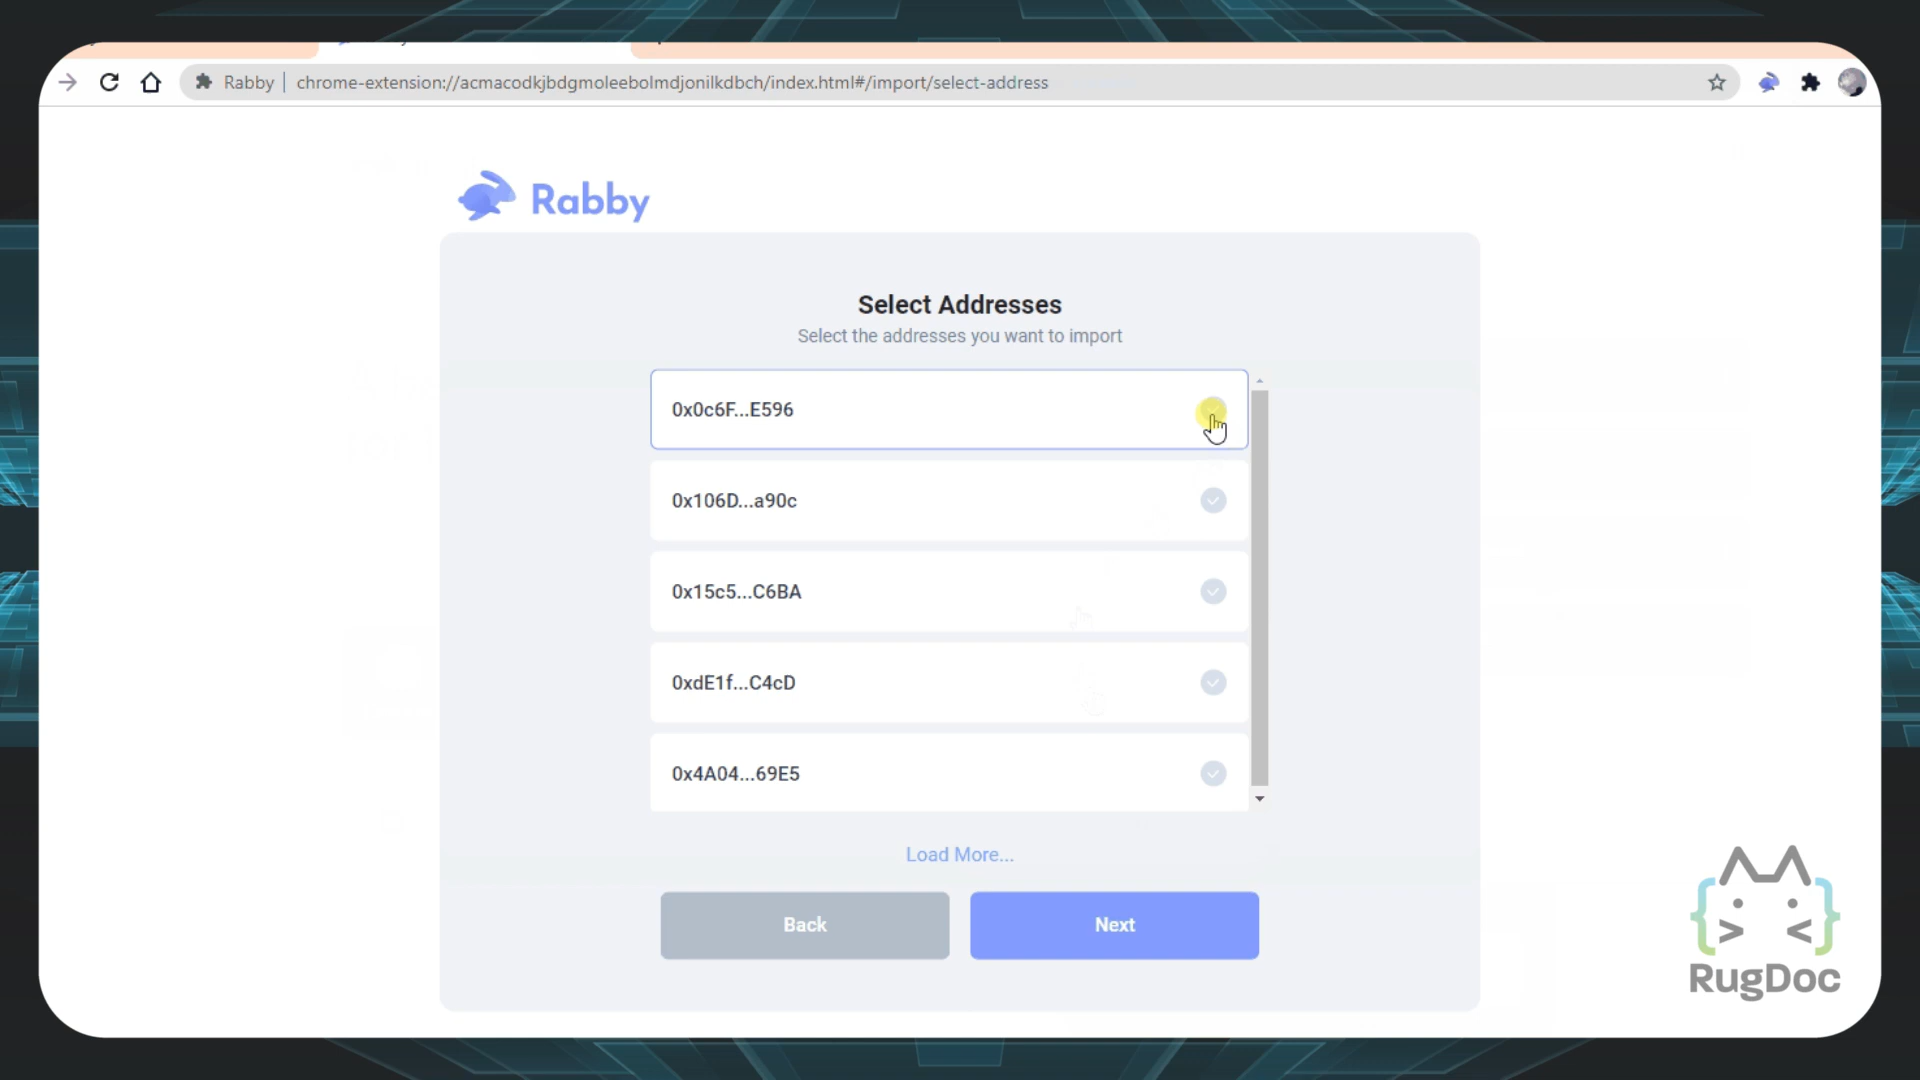 Rabby
chrome-extension://acmacodkjbdgmoleebolmdjonilkdbch/index.html#/import/select-address
Rabby
Select Addresses
Select the addresses you want to import
0x0c6F...E596
0x106D...a90c
0x15c5...C6BA
0xdE1f...C4cD
0x4A04...69E5
Load More...
Back
Next
RugDoc